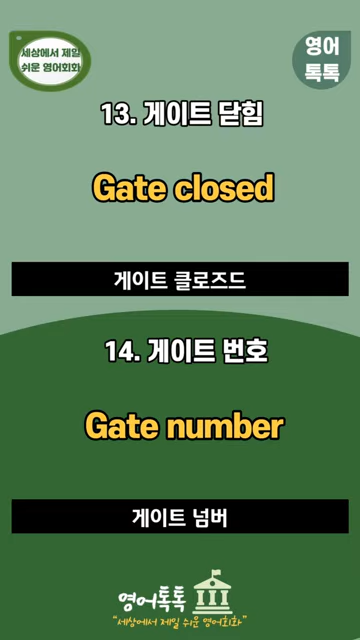 세상에서 제일
쉬운 영어회화
영어
톡톡
13. 게이트 닫힘
Gate closed
게이트 클로즈드
14. 게이트 번호
Gate number
게이트 넘버
영어톡톡
"세상에서 제일 쉬운 영어회화"